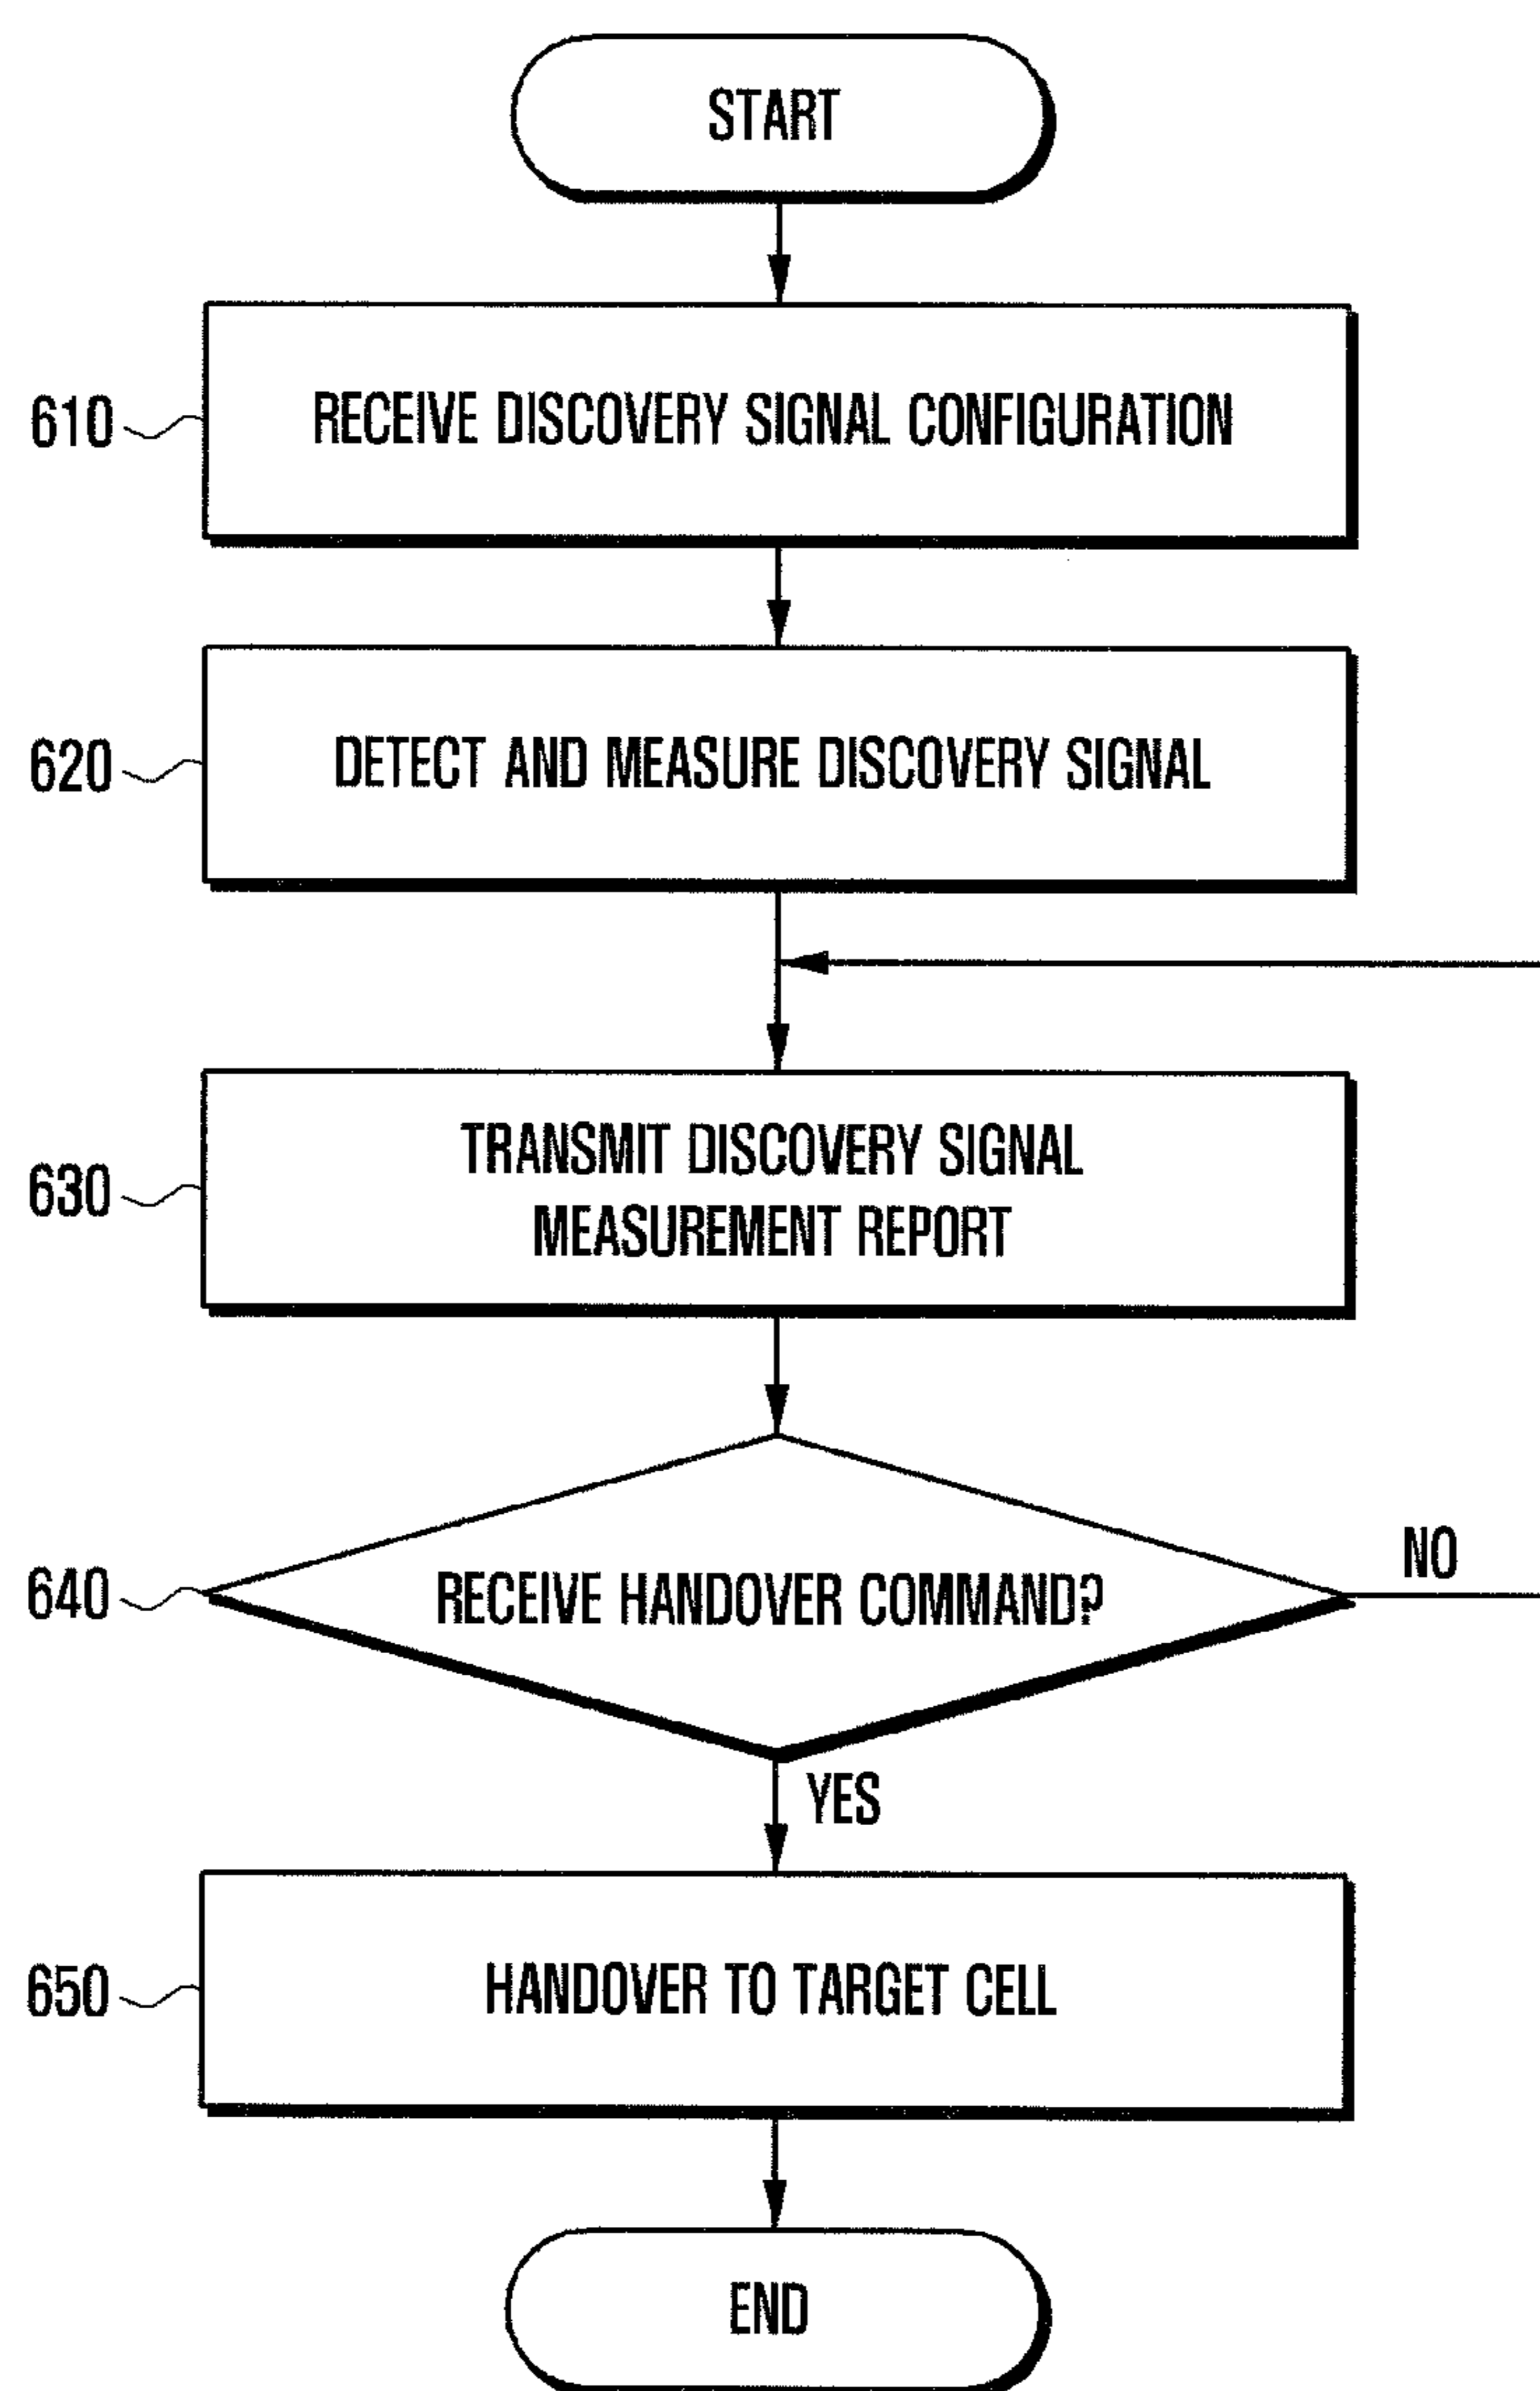 START
610
RECEIVE DISCOVERY SIGNAL CONFIGURATION
620
DETECT AND MEASURE DISCOVERY SIGNAL
630
TRANSMIT DISCOVERY SIGNAL
MEASUREMENT REPORT
640
RECEIVE HANDOVER COMMAND?
NO
YES
650
HANDOVER TO TARGET CELL
END